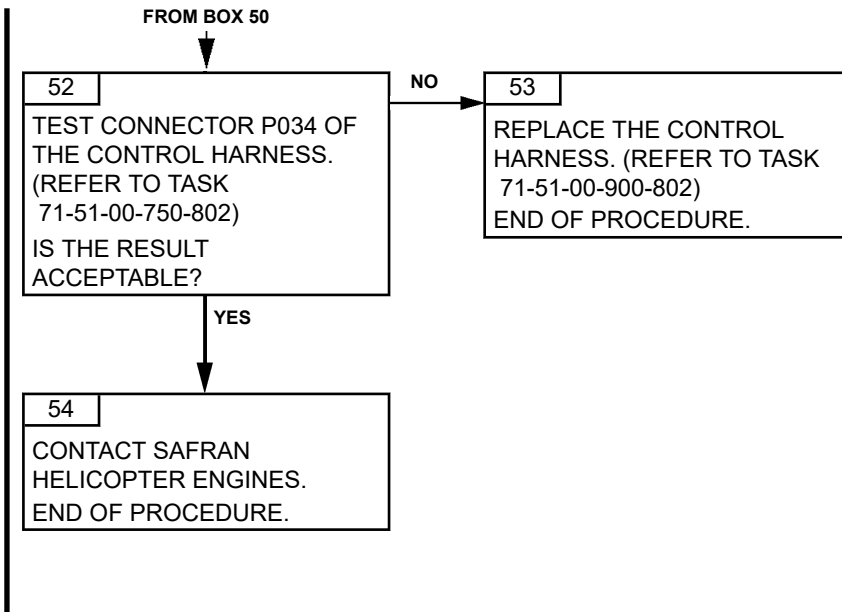 FROM BOX 50
52
TEST CONNECTOR P034 OF
THE CONTROL HARNESS.
(REFER TO TASK
71-51-00-750-802)
IS THE RESULT
ACCEPTABLE?
NO
53
REPLACE THE CONTROL
HARNESS. (REFER TO TASK
71-51-00-900-802)
END OF PROCEDURE.
YES
54
CONTACT SAFRAN
HELICOPTER ENGINES.
END OF PROCEDURE.